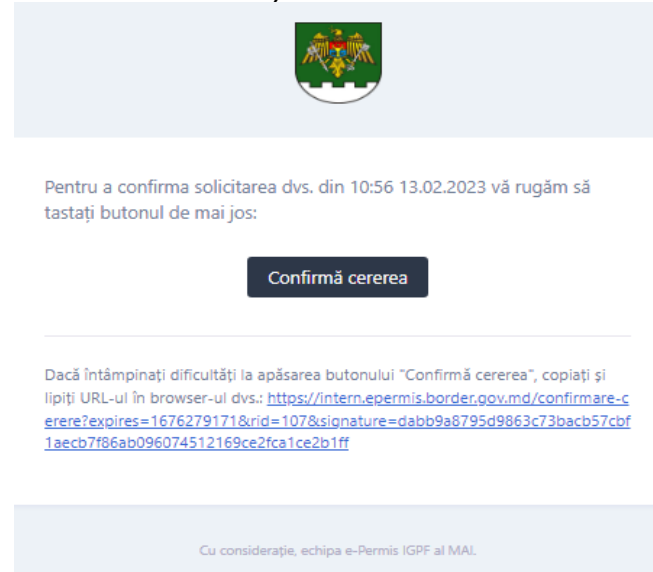 Pentru a confirma solicitarea dvs. din 10:56 13.02.2023 vă rugăm să
tastați butonul de mai jos:
Confirmă cererea
Dacă întâmpinați dificultăți la apăsarea butonului "Confirmă cererea", copiați și
lipiți URL-ul în browser-ul dvs.: https://intern.epermis.border.gov.md/confirmare-c
erere?expires=1676279171&rid=107&signature=dabb9a8795d9863c73bacb57cbf
1aecb7f86ab096074512169ce2fca1ce2b1ff
Cu considerație, echipa e-Permis IGPF al MAI.